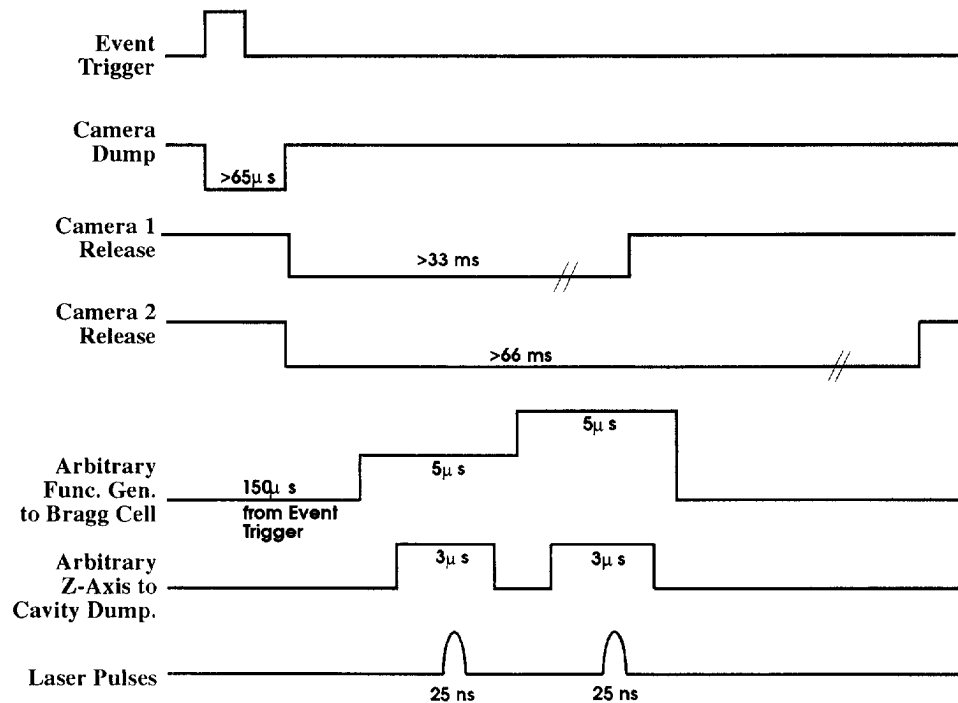 Event
Trigger
Camera
Dump
>65μ s
Camera 1
Release
>33 ms
Camera 2
Release
>66 ms
5μ s
5μ s
Arbitrary
Func. Gen.
to Bragg Cell
150μ s
from Event
Trigger
Arbitrary
Z-Axis to
Cavity Dump.
3μ s
3μ s
Laser Pulses
25 ns
25 ns